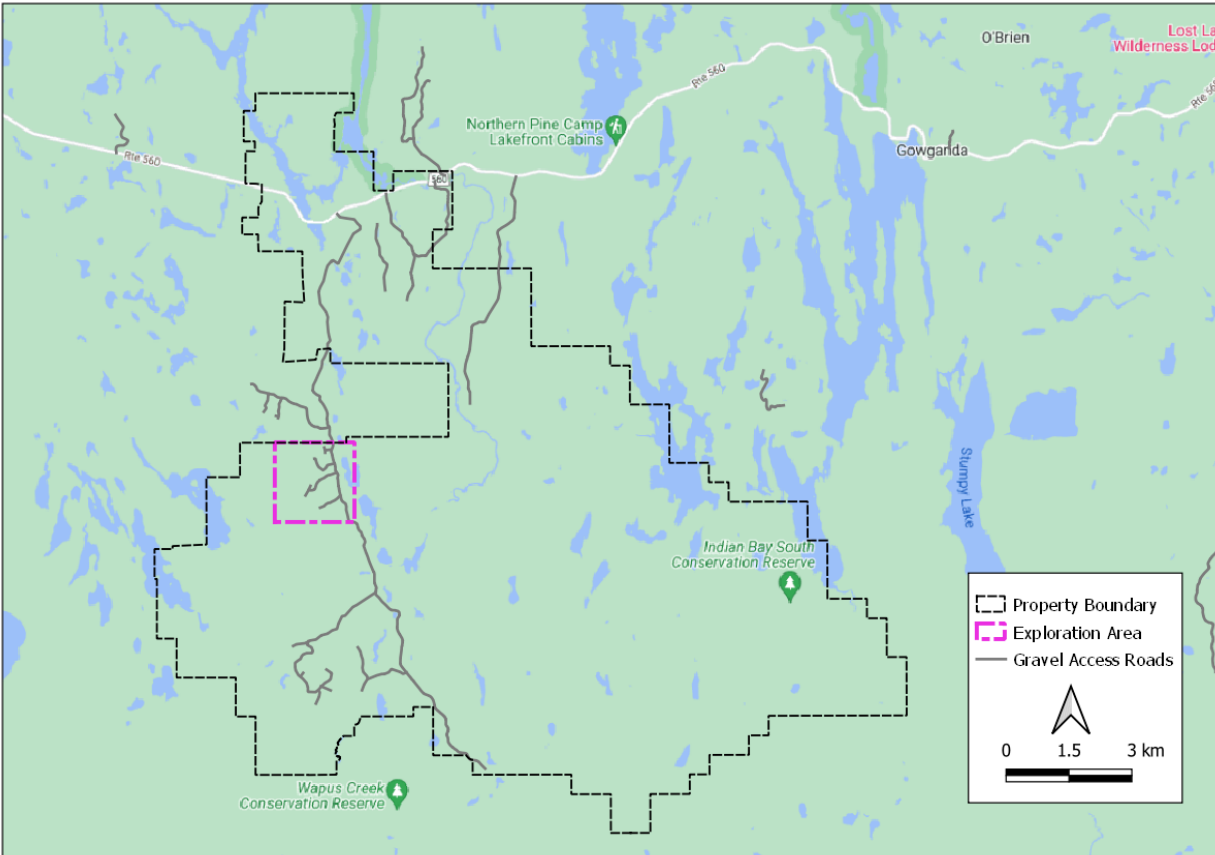 O'Brien
Lost La
Wilderness Lod
Rte 560
Rte 560
Northern Pine Camp
Lakefront Cabins
Gowganda
Rte 560
560
Stumpy Lake
Indian Bay South
Conservation Reserve
Property Boundary
Exploration Area
Gravel Access Roads
0 1.5 3 km
Wapus Creek
Conservation Reserve